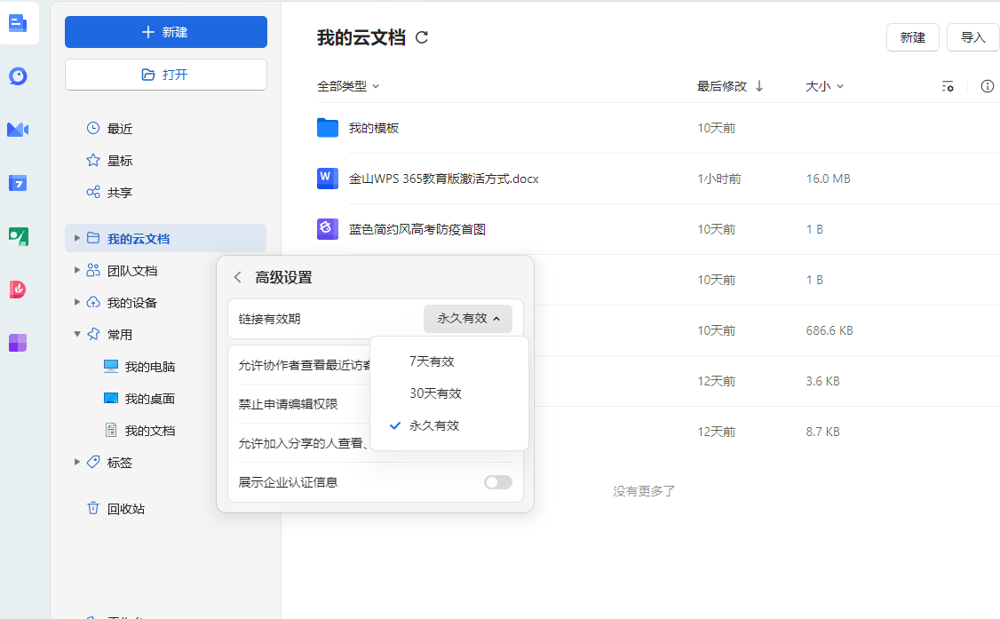 新建
打开
最近
星标
共享
我的云文档
团队文档
我的设备
常用
我的电脑
我的桌面
我的文档
标签
回收站
7
我的云文档
新建
导入
全部类型
最后修改
大小
我的模板
10天前
W
金山WPS 365教育版激活方式.docx
1小时前
16.0 MB
蓝色简约风高考防疫首图
10天前
1 B
10天前
1 B
10天前
686.6 KB
12天前
3.6 KB
12天前
8.7 KB
没有更多了
高级设置
链接有效期
永久有效
7天有效
30天有效
永久有效
允许协作者查看最近访
禁止申请编辑权限
允许加入分享的人查看、
展示企业认证信息